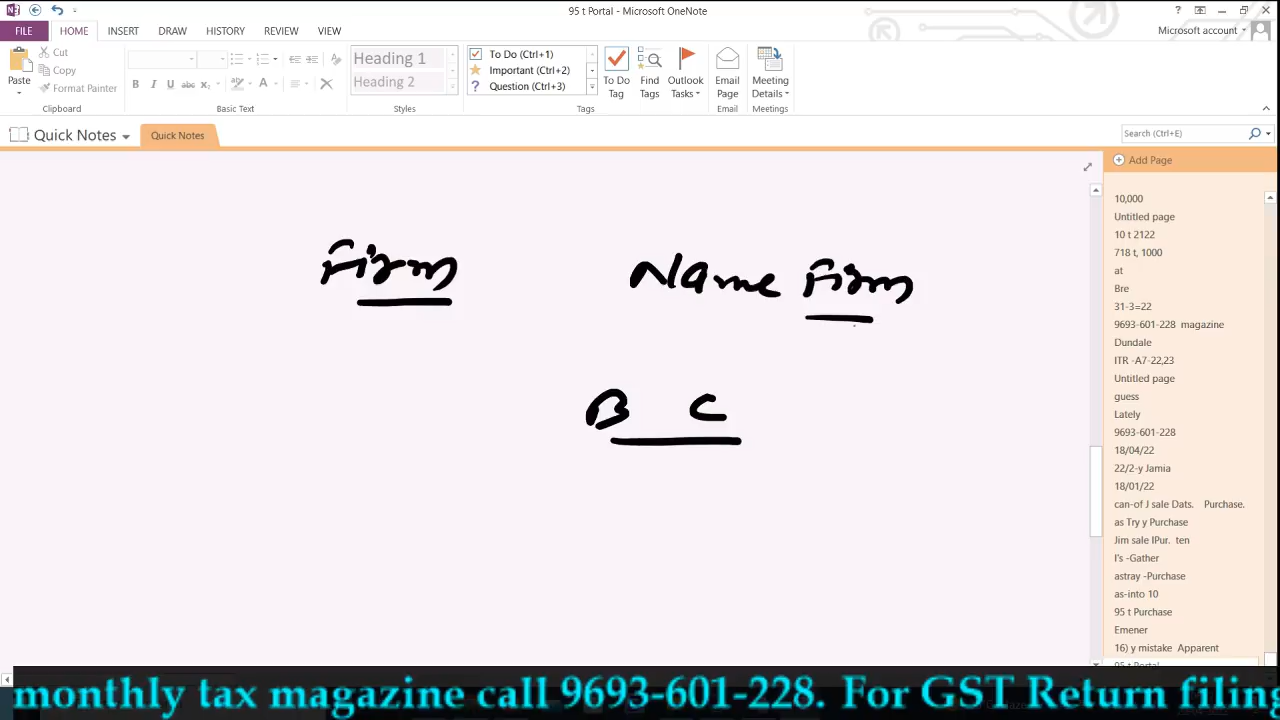 95 t Portal - Microsoft OneNote
FILE HOME INSERT DRAW HISTORY REVIEW VIEW Microsoft account
Paste Cut Copy Format Painter
Clipboard
Basic Text
Heading 1
Heading 2
Styles
To Do (Ctrl+1)
Important (Ctrl+2)
Question (Ctrl+3)
To Do Tag Find Tags Outlook Tasks
Tags
Email Page
Email
Meeting Details
Meetings
Quick Notes Quick Notes Search (Ctrl+E)
Add Page
Firm Name Firm
B C
10,000
Untitled page
10 t 2122
718 t, 1000
at
Bre
31-3=22
9693-601-228 magazine
Dundale
ITR -A7-22,23
Untitled page
guess
Lately
9693-601-228
18/04/22
22/2-y Jamia
18/01/22
can-of J sale Dats. Purchase.
as Try y Purchase
Jim sale IPur. ten
I's -Gather
astray -Purchase
as-into 10
95 t Purchase
Emener
16) y mistake Apparent
95 t Portal
monthly tax magazine call 9693-601-228. For GST Return filing